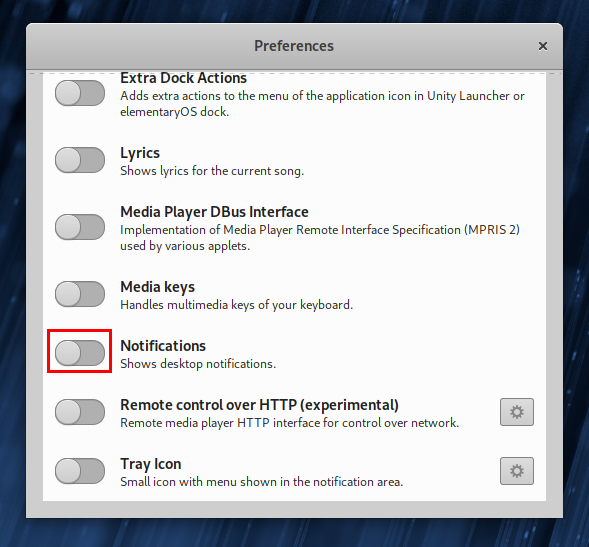 Preferences
Extra Dock Actions
Adds extra actions to the menu of the application icon in Unity Launcher or
elementaryOS dock.
Lyrics
Shows lyrics for the current song.
Media Player DBus Interface
Implementation of Media Player Remote Interface Specification (MPRIS 2)
used by various applets.
Media keys
Handles multimedia keys of your keyboard.
Notifications
Shows desktop notifications.
Remote control over HTTP (experimental)
Remote media player HTTP interface for control over network.
Tray Icon
Small icon with menu shown in the notification area.